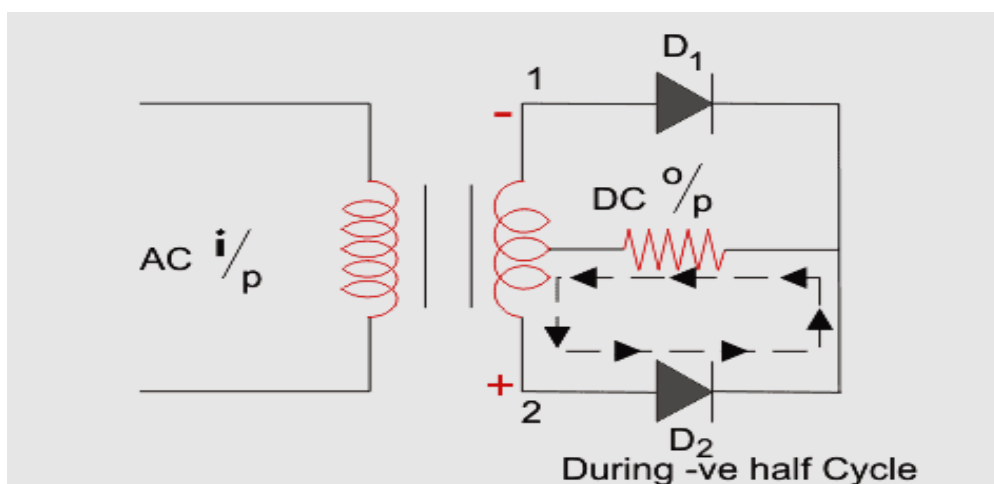 D1
1
-
DC o/p
AC i/p
+
2
D2
During -ve half Cycle